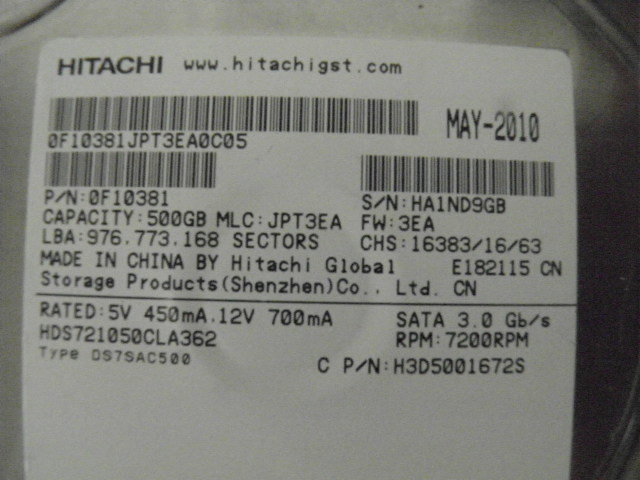 HITACHI www.hitachigst.com
MAY-2010
0F10381JPT3EA0C05
P/N:0F10381 S/N:HA1ND9GB
CAPACITY:500GB MLC:JPT3EA FW:3EA
LBA:976.773.168 SECTORS CHS:16383/16/63
MADE IN CHINA BY Hitachi Global E182115 CN
Storage Products(Shenzhen)Co., Ltd. CN
RATED:5V 450mA.12V 700mA SATA 3.0 Gb/s
HDS721050CLA362 RPM:7200RPM
Type DS7SAC500
C P/N:H3D5001672S